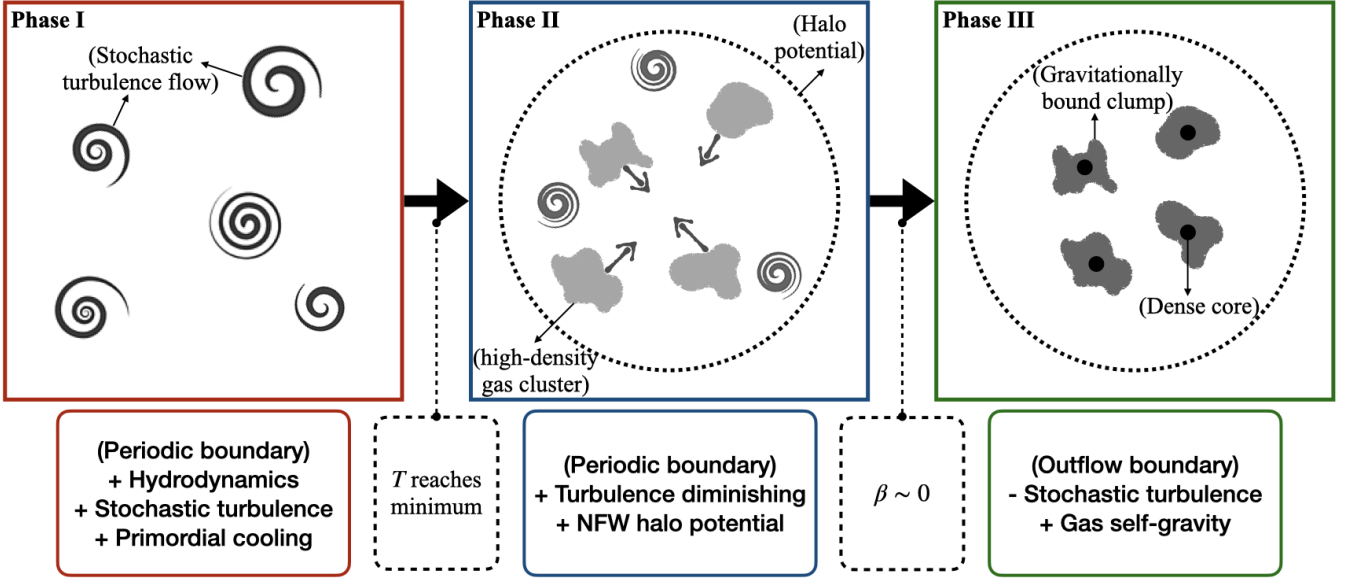 Phase I
(Stochastic
turbulence flow)
Phase II
(Halo
potential)
(high-density
gas cluster)
Phase III
(Gravitationally
bound clump)
(Dense core)
(Periodic boundary)
+ Hydrodynamics
+ Stochastic turbulence
+ Primordial cooling
T reaches
minimum
(Periodic boundary)
+ Turbulence diminishing
+ NFW halo potential
β ∼ 0
(Outflow boundary)
- Stochastic turbulence
+ Gas self-gravity